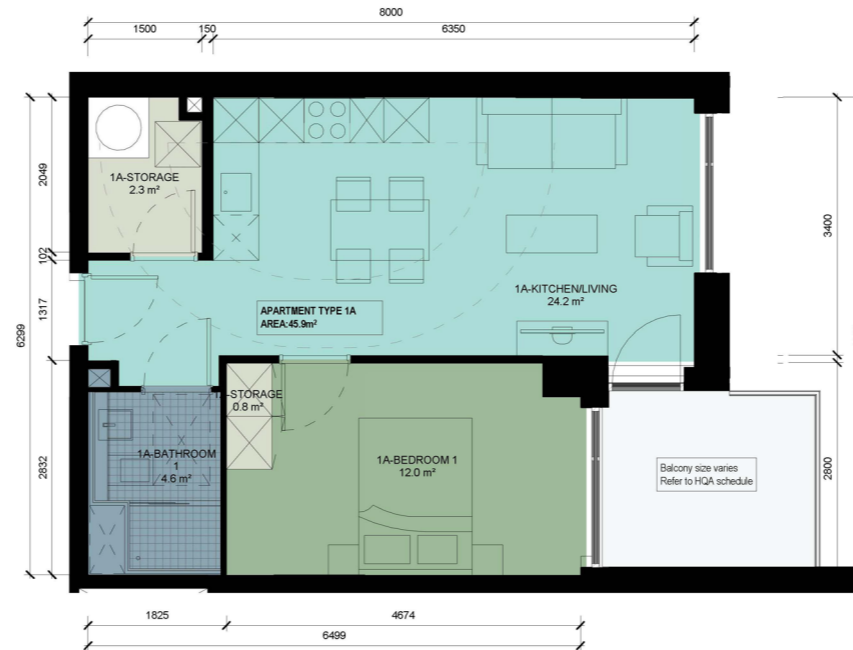 8000
1500
150
6350
2049
102
1317
6299
2832
3400
2800
1A-STORAGE
2.3 m²
1A-KITCHEN/LIVING
24.2 m²
APARTMENT TYPE 1A
AREA:45.9m²
1A-STORAGE
0.8 m²
1A-BATHROOM
1
4.6 m²
1A-BEDROOM 1
12.0 m²
Balcony size varies
Refer to HQA schedule
1825
4674
6499